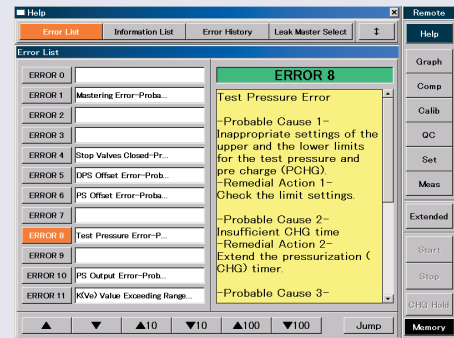 Help
Error List
Information List
Error History
Leak Master Select
Error List
ERROR 0
ERROR 1
Mastering Error-Proba...
ERROR 2
ERROR 3
ERROR 4
Stop Valves Closed-Pr...
ERROR 5
DPS Offset Error-Prob...
ERROR 6
PS Offset Error-Proba...
ERROR 7
ERROR 8
Test Pressure Error-P...
ERROR 9
ERROR 10
PS Output Error-Prob...
ERROR 11
K(Ve) Value Exceeding Range...
ERROR 8
Test Pressure Error
-Probable Cause 1-
Inappropriate settings of the
upper and the lower limits
for the test pressure and
pre charge (PCHG).
-Remedial Action 1-
Check the limit settings.
-Probable Cause 2-
Insufficient CHG time
-Remedial Action 2-
Extend the pressurization (
CHG) timer.
-Probable Cause 3-
▲
▼
▲10
▼10
▲100
▼100
Jump
Remote
Help
Graph
Comp
Calib
QC
Set
Meas
Extended
Start
Stop
CHG Hold
Memory